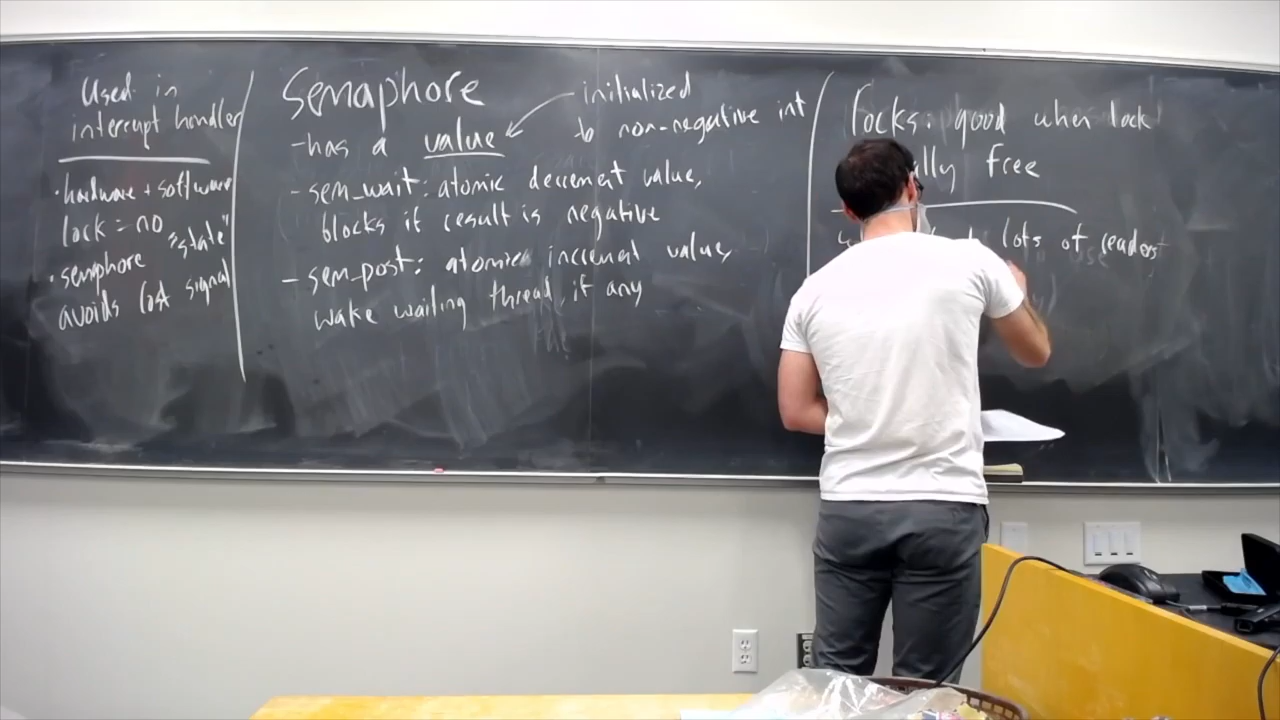 Used in
interrupt handler
• hardware + software
lock = no "state"
• semaphore
avoids lost signal
Semaphore
- has a value
initialized
to non-negative int
- sem_wait: atomic decrement value,
blocks if result is negative
- sem_post: atomic increment value,
wake waiting thread, if any
locks: good when lock
free
lots of readers